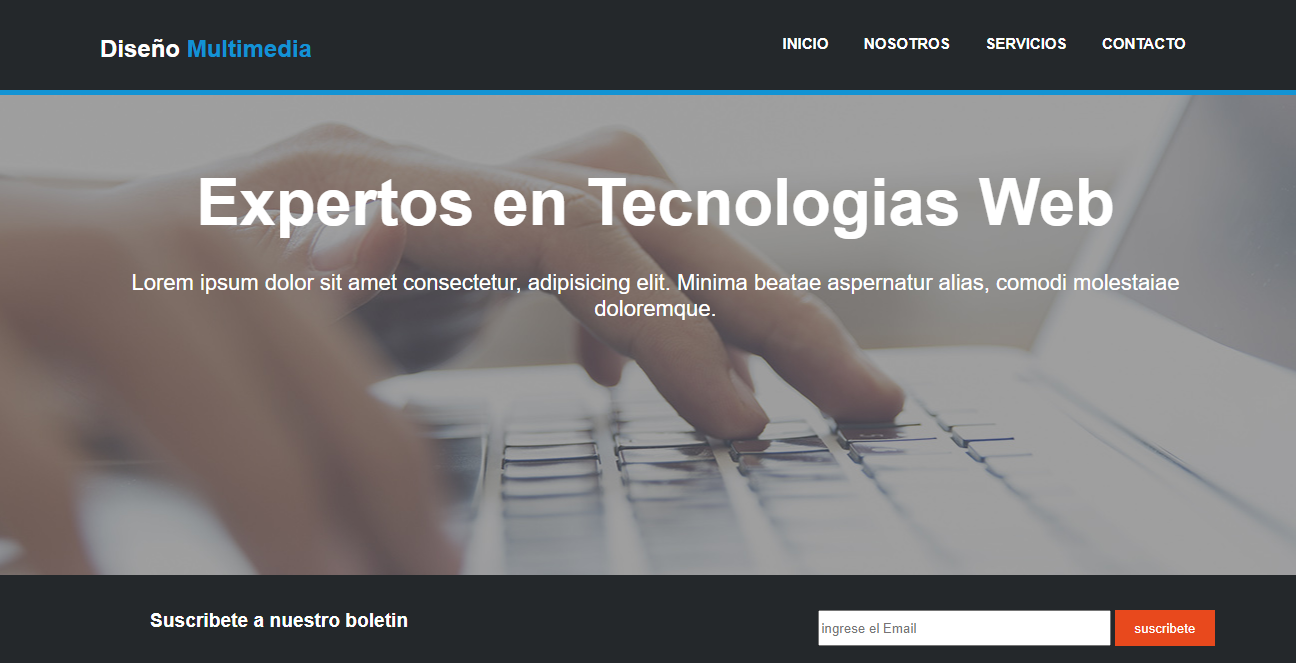 Diseño Multimedia
INICIO NOSOTROS SERVICIOS CONTACTO
Expertos en Tecnologias Web
Lorem ipsum dolor sit amet consectetur, adipisicing elit. Minima beatae aspernatur alias, comodi molestaiae
doloremque.
Suscribete a nuestro boletin
ingrese el Email
suscribete